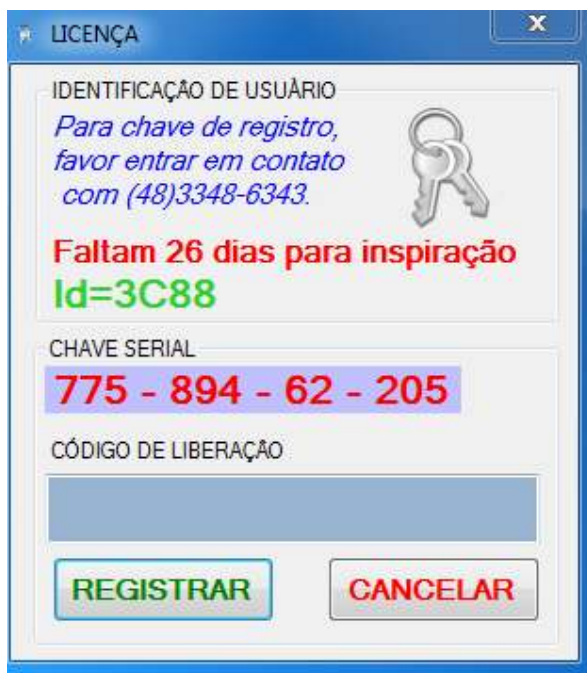 LICENÇA
X
IDENTIFICAÇÃO DE USUÀRIO
Para chave de registro,
favor entrar em contato
com (48)3348-6343.
Faltam 26 dias para inspiração
Id=3C88
CHAVE SERIAL
775 - 894 - 62 - 205
CÓDIGO DE LIBERAÇÃO
REGISTRAR
CANCELAR